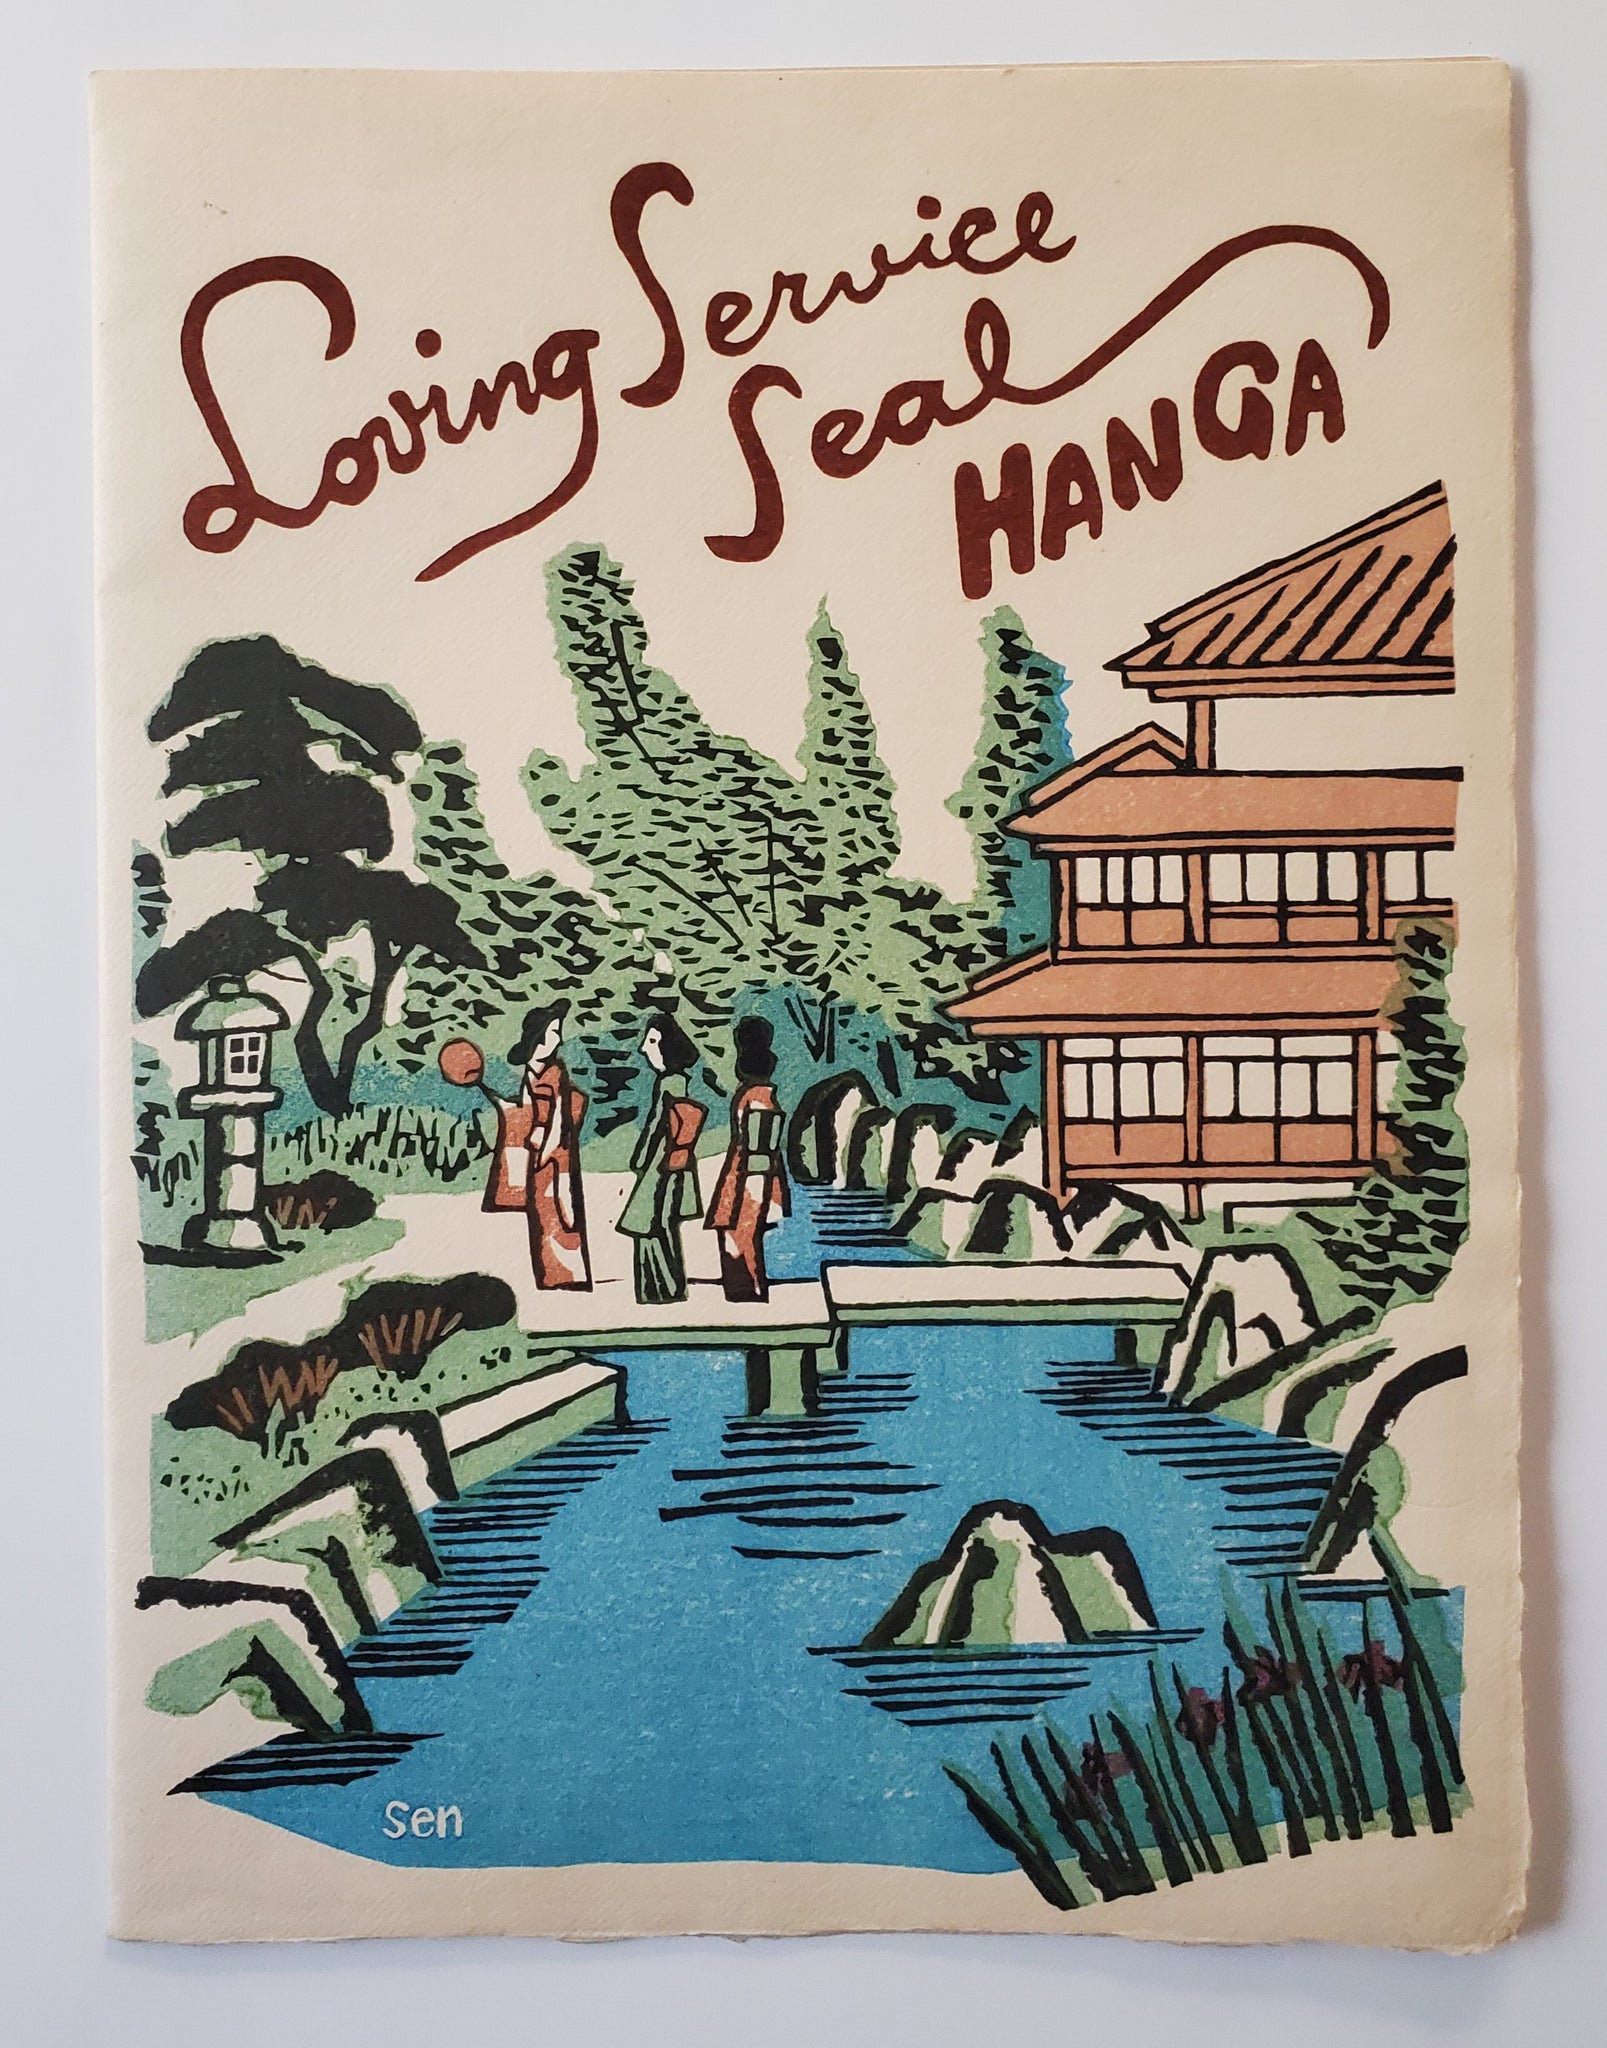 Loving Service
Seal
HANGA
sen